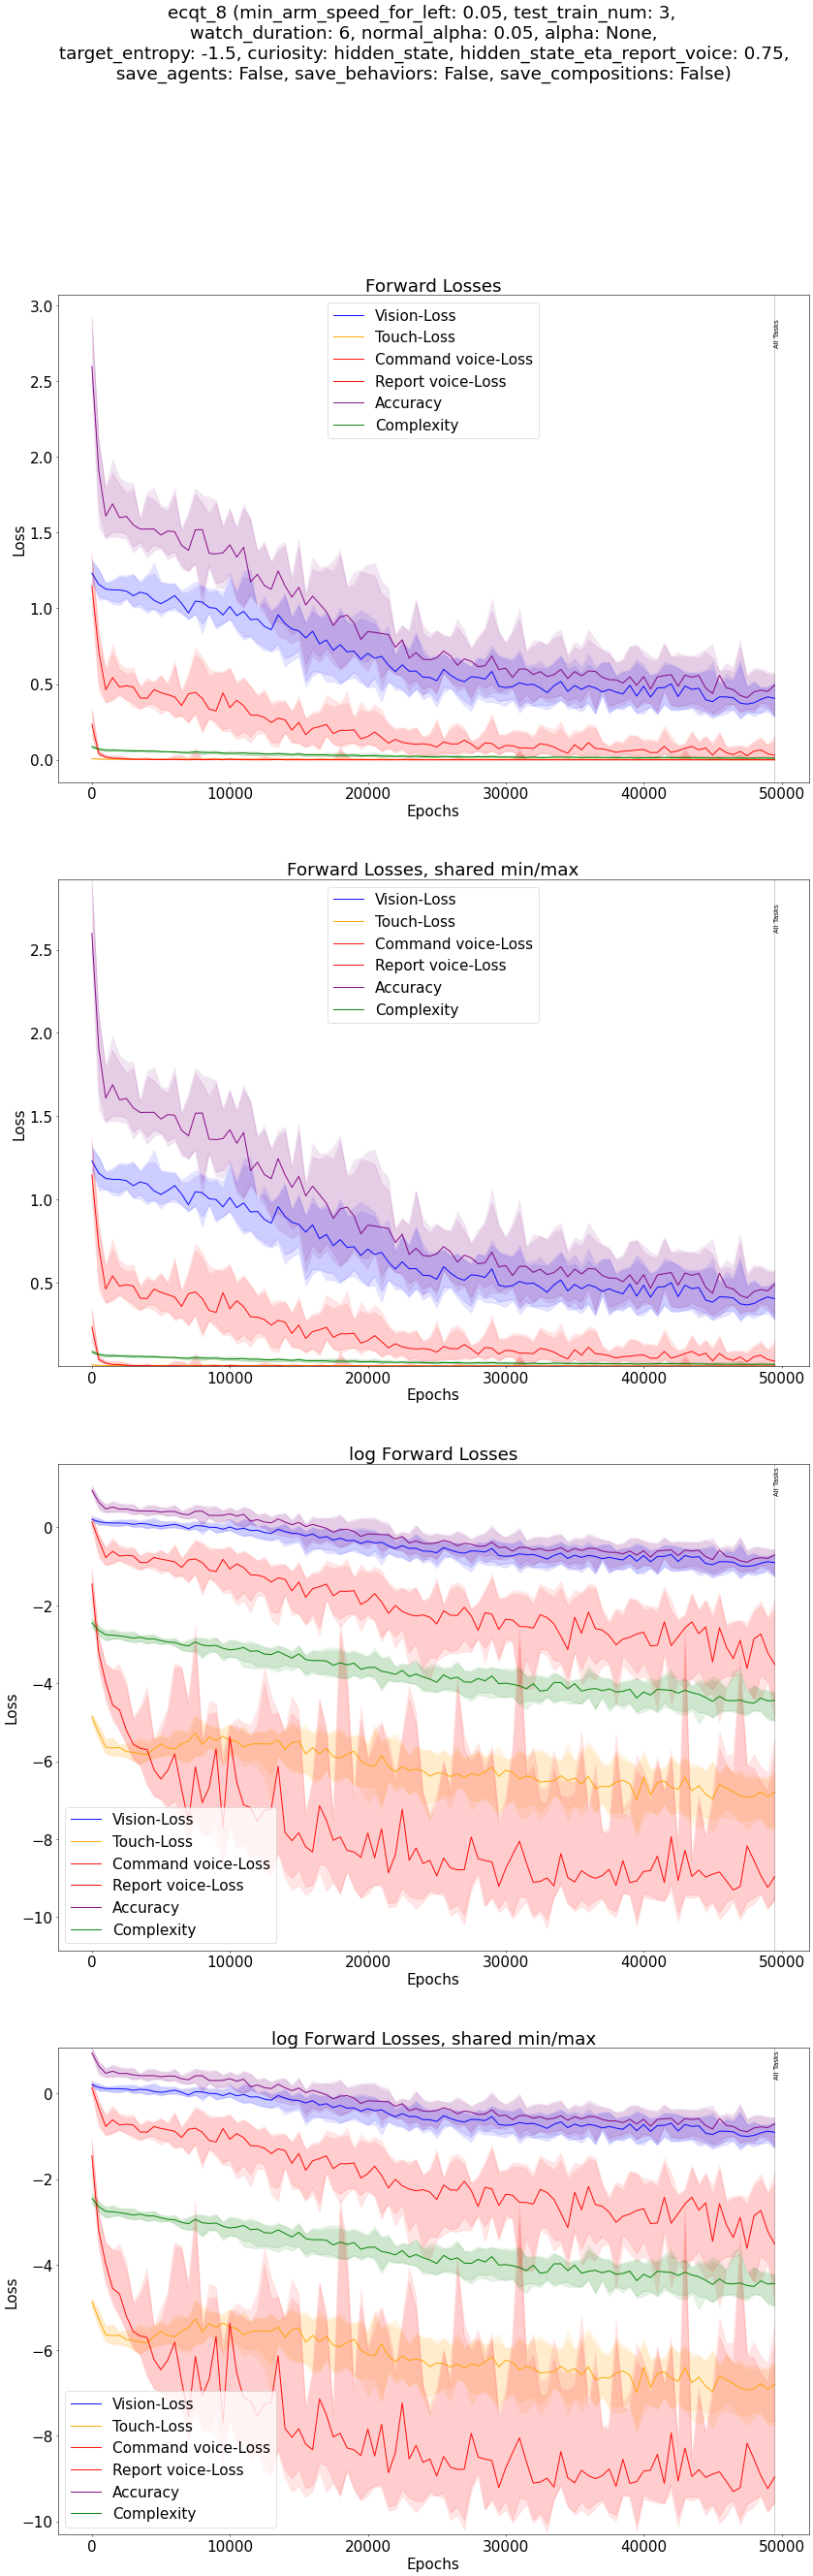 ecqt_8 (min_arm_speed_for_left: 0.05, test_train_num: 3,
watch_duration: 6, normal_alpha: 0.05, alpha: None,
target_entropy: -1.5, curiosity: hidden_state, hidden_state_eta_report_voice: 0.75,
save_agents: False, save_behaviors: False, save_compositions: False)
Forward Losses
3.0
2.5
2.0
1.5
1.0
0.5
0.0
Loss
Vision-Loss
Touch-Loss
Command voice-Loss
Report voice-Loss
Accuracy
Complexity
All Tasks
0 10000 20000 30000 40000 50000
Epochs
Forward Losses, shared min/max
2.5
2.0
1.5
1.0
0.5
Loss
Vision-Loss
Touch-Loss
Command voice-Loss
Report voice-Loss
Accuracy
Complexity
All Tasks
0 10000 20000 30000 40000 50000
Epochs
log Forward Losses
0
−2
−4
−6
−8
−10
Loss
All Tasks
Vision-Loss
Touch-Loss
Command voice-Loss
Report voice-Loss
Accuracy
Complexity
0 10000 20000 30000 40000 50000
Epochs
log Forward Losses, shared min/max
0
−2
−4
−6
−8
−10
Loss
All Tasks
Vision-Loss
Touch-Loss
Command voice-Loss
Report voice-Loss
Accuracy
Complexity
0 10000 20000 30000 40000 50000
Epochs